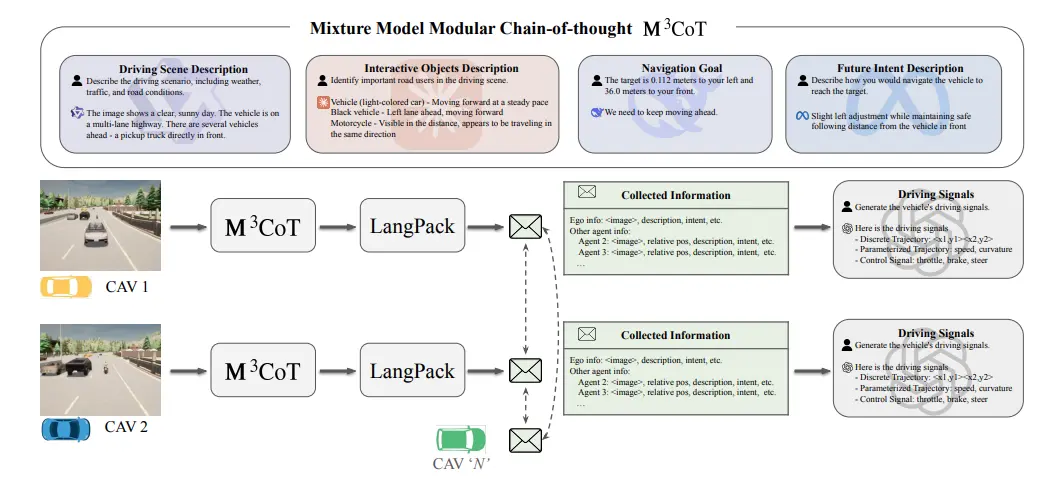 Mixture Model Modular Chain-of-thought M³CoT
Driving Scene Description
Describe the driving scenario, including weather,
traffic, and road conditions.
The image shows a clear, sunny day. The vehicle is on
a multi-lane highway. There are several vehicles
ahead - a pickup truck directly in front.
Interactive Objects Description
Identify important road users in the driving scene.
Vehicle (light-colored car) - Moving forward at a steady pace
Black vehicle - Left lane ahead, moving forward
Motorcycle - Visible in the distance, appears to be traveling in
the same direction
Navigation Goal
The target is 0.112 meters to your left and
36.0 meters to your front.
We need to keep moving ahead.
Future Intent Description
Describe how you would navigate the vehicle to
reach the target.
Slight left adjustment while maintaining safe
following distance from the vehicle in front
CAV 1
M³CoT
LangPack
Collected Information
Ego info: <image>, description, intent, etc.
Other agent info:
Agent 2: <image>, relative pos, description, intent, etc.
Agent 3: <image>, relative pos, description, intent, etc.
...
Driving Signals
Generate the vehicle's driving signals.
Here is the driving signals
- Discrete Trajectory: <x1,y1><x2,y2>
- Parameterized Trajectory: speed, curvature
- Control Signal: throttle, brake, steer
CAV 2
M³CoT
LangPack
Collected Information
Ego info: <image>, description, intent, etc.
Other agent info:
Agent 2: <image>, relative pos, description, intent, etc.
Agent 3: <image>, relative pos, description, intent, etc.
...
Driving Signals
Generate the vehicle's driving signals.
Here is the driving signals
- Discrete Trajectory: <x1,y1><x2,y2>
- Parameterized Trajectory: speed, curvature
- Control Signal: throttle, brake, steer
CAV 'N'